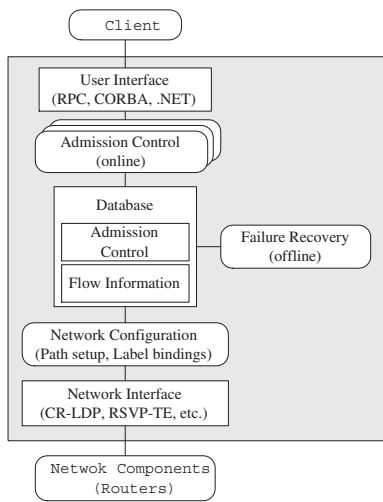 Client
User Interface
(RPC, CORBA, .NET)
Admission Control
(online)
Database
Admission
Control
Flow Information
Failure Recovery
(offline)
Network Configuration
(Path setup, Label bindings)
Network Interface
(CR-LDP, RSVP-TE, etc.)
Netwok Components
(Routers)